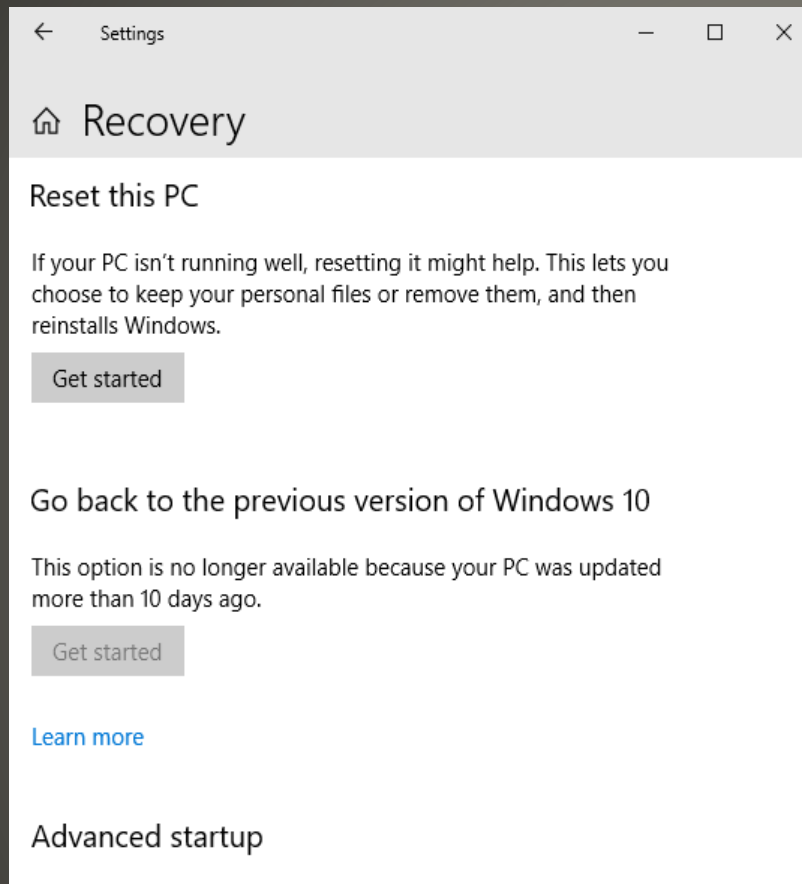 Settings
Recovery
Reset this PC
If your PC isn't running well, resetting it might help. This lets you
choose to keep your personal files or remove them, and then
reinstalls Windows.
Get started
Go back to the previous version of Windows 10
This option is no longer available because your PC was updated
more than 10 days ago.
Get started
Learn more
Advanced startup